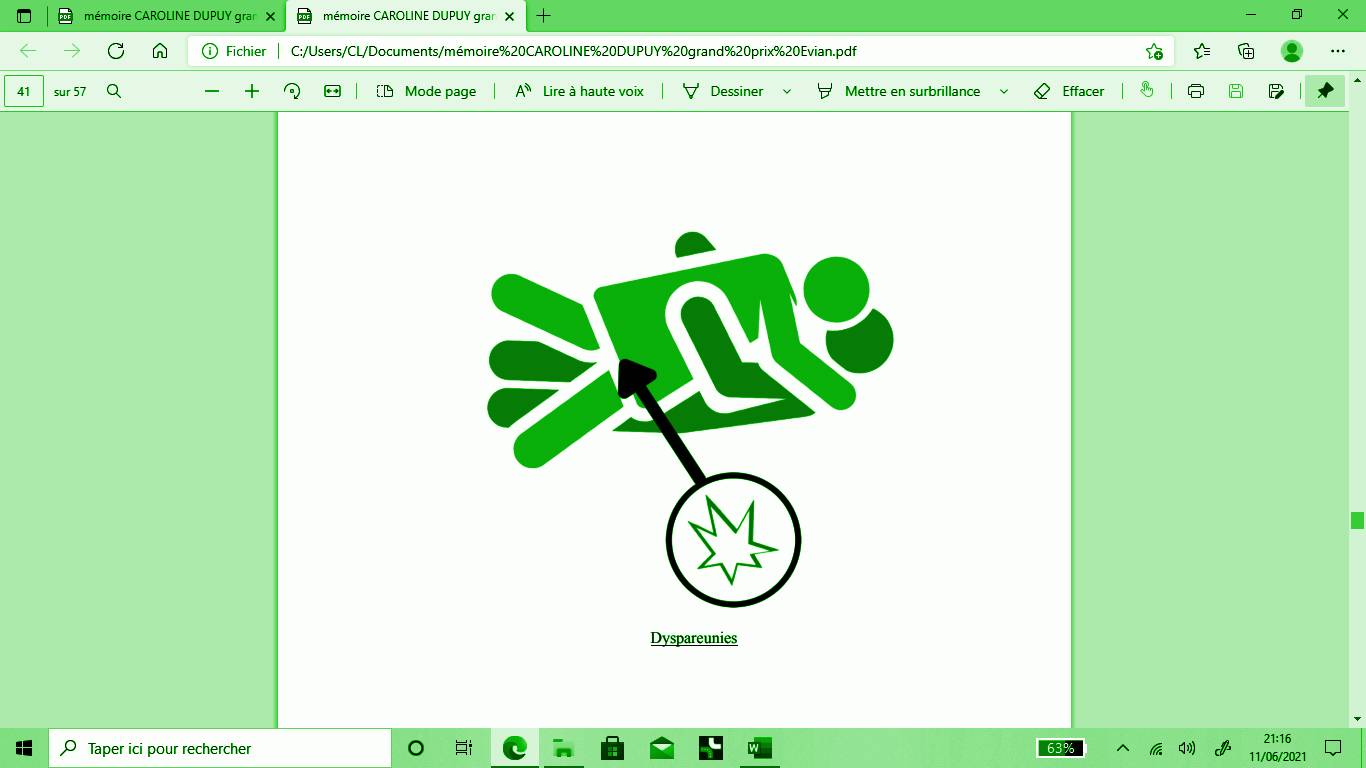 mémoire CAROLINE DUPUY gran
mémoire CAROLINE DUPUY gran
Fichier
C:/Users/CL/Documents/mémoire%20CAROLINE%20DUPUY%20grand%20prix%20Evian.pdf
41 sur 57
Mode page
Lire à haute voix
Dessiner
Mettre en surbrillance
Effacer
Dyspareunies
Taper ici pour rechercher
63%
21:16
11/06/2021